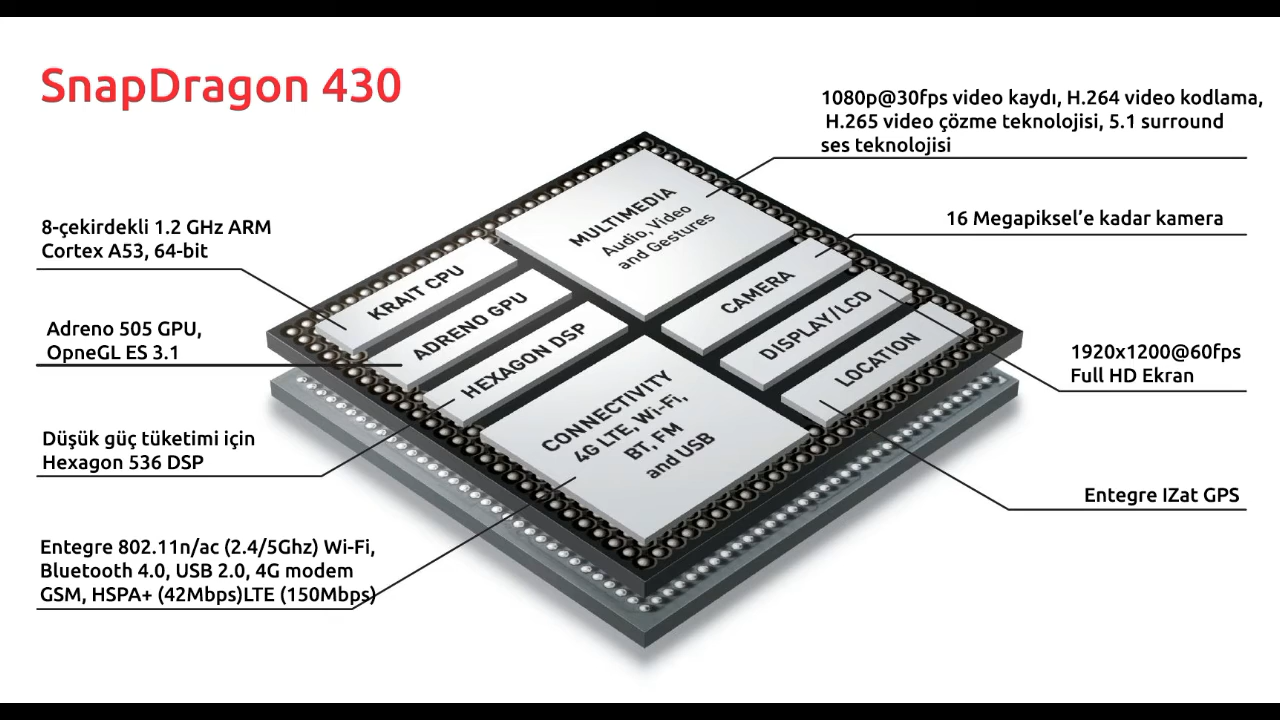 SnapDragon 430
1080p@30fps video kaydı, H.264 video kodlama,
H.265 video çözme teknolojisi, 5.1 surround
ses teknolojisi
8-çekirdekli 1.2 GHz ARM
Cortex A53, 64-bit
16 Megapiksel’e kadar kamera
Adreno 505 GPU,
OpneGL ES 3.1
1920x1200@60fps
Full HD Ekran
Düşük güç tüketimi için
Hexagon 536 DSP
Entegre IZat GPS
Entegre 802.11n/ac (2.4/5Ghz) Wi-Fi,
Bluetooth 4.0, USB 2.0, 4G modem
GSM, HSPA+ (42Mbps)LTE (150Mbps)
MULTIMEDIA
Audio, Video
and Gestures
KRAIT CPU
ADRENO GPU
HEXAGON DSP
CAMERA
DISPLAY/LCD
LOCATION
CONNECTIVITY
4G LTE, Wi-Fi,
BT, FM
and USB